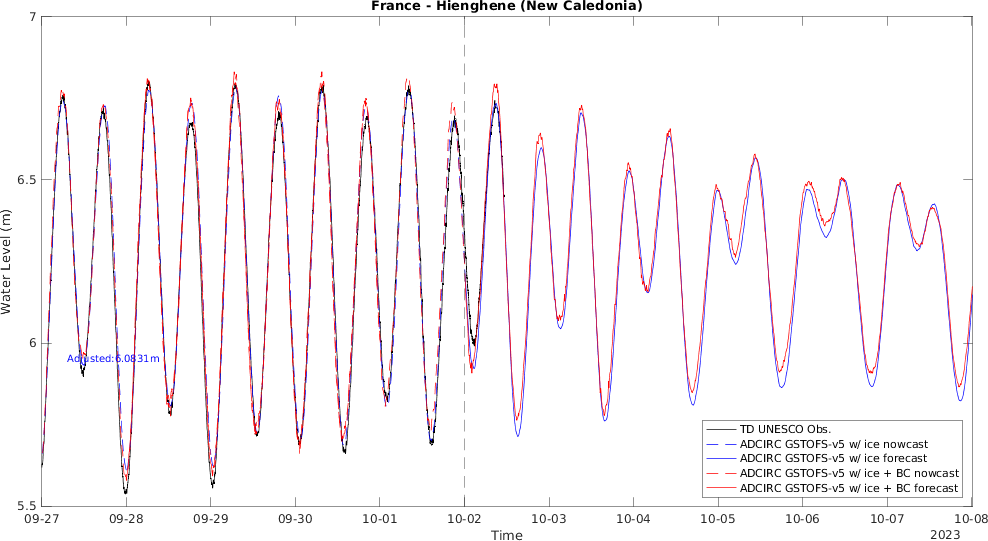 France - Hienghene (New Caledonia)
7
6.5
6
5.5
Water Level (m)
Adjusted:6.0831m
TD UNESCO Obs.
ADCIRC GSTOFS-v5 w/ ice nowcast
ADCIRC GSTOFS-v5 w/ ice forecast
ADCIRC GSTOFS-v5 w/ ice + BC nowcast
ADCIRC GSTOFS-v5 w/ ice + BC forecast
09-27 09-28 09-29 09-30 10-01 10-02 10-03 10-04 10-05 10-06 10-07 10-08
Time
2023